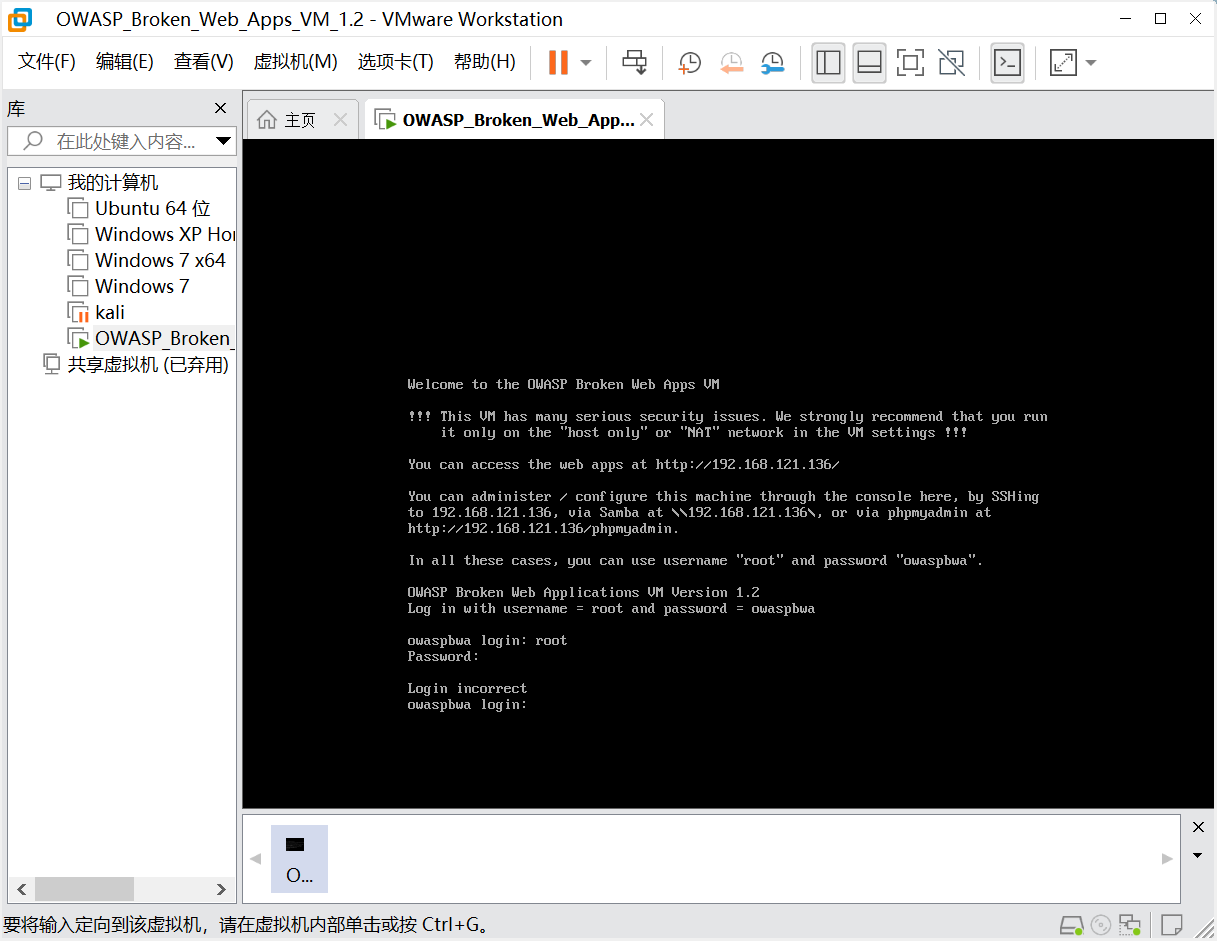 OWASP_Broken_Web_Apps_VM_1.2 - VMware Workstation
文件(F) 编辑(E) 查看(V) 虚拟机(M) 选项卡(T) 帮助(H)
库
在此处键入内容...
我的计算机
Ubuntu 64 位
Windows XP Hor
Windows 7 x64
Windows 7
kali
OWASP_Broken_
共享虚拟机 (已弃用)
主页
OWASP_Broken_Web_App...
Welcome to the OWASP Broken Web Apps VM
!!! This VM has many serious security issues. We strongly recommend that you run
it only on the "host only" or "NAT" network in the VM settings !!!
You can access the web apps at http://192.168.121.136/
You can administer / configure this machine through the console here, by SSHing
to 192.168.121.136, via Samba at \\192.168.121.136\, or via phpmyadmin at
http://192.168.121.136/phpmyadmin.
In all these cases, you can use username "root" and password "owaspbwa".
OWASP Broken Web Applications VM Version 1.2
Log in with username = root and password = owaspbwa
owaspbwa login: root
Password:
Login incorrect
owaspbwa login:
O...
要将输入定向到该虚拟机，请在虚拟机内部单击或按 Ctrl+G。